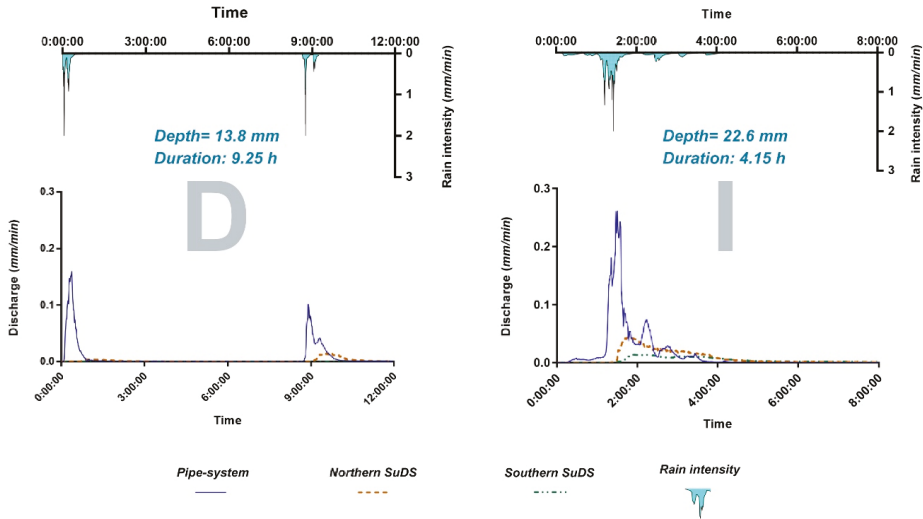 Time
0:00:00 3:00:00 6:00:00 9:00:00 12:00:00
0
1
2
3
Rain intensity (mm/min)
Depth= 13.8 mm
Duration: 9.25 h
D
0.3
0.2
0.1
0.0
Discharge (mm/min)
0:00:00 3:00:00 6:00:00 9:00:00 12:00:00
Time
Time
0:00:00 2:00:00 4:00:00 6:00:00 8:00:00
0
1
2
3
Rain intensity (mm/min)
Depth= 22.6 mm
Duration: 4.15 h
I
0.3
0.2
0.1
0.0
Discharge (mm/min)
0:00:00 2:00:00 4:00:00 6:00:00 8:00:00
Time
Pipe-system Northern SuDS Southern SuDS Rain intensity